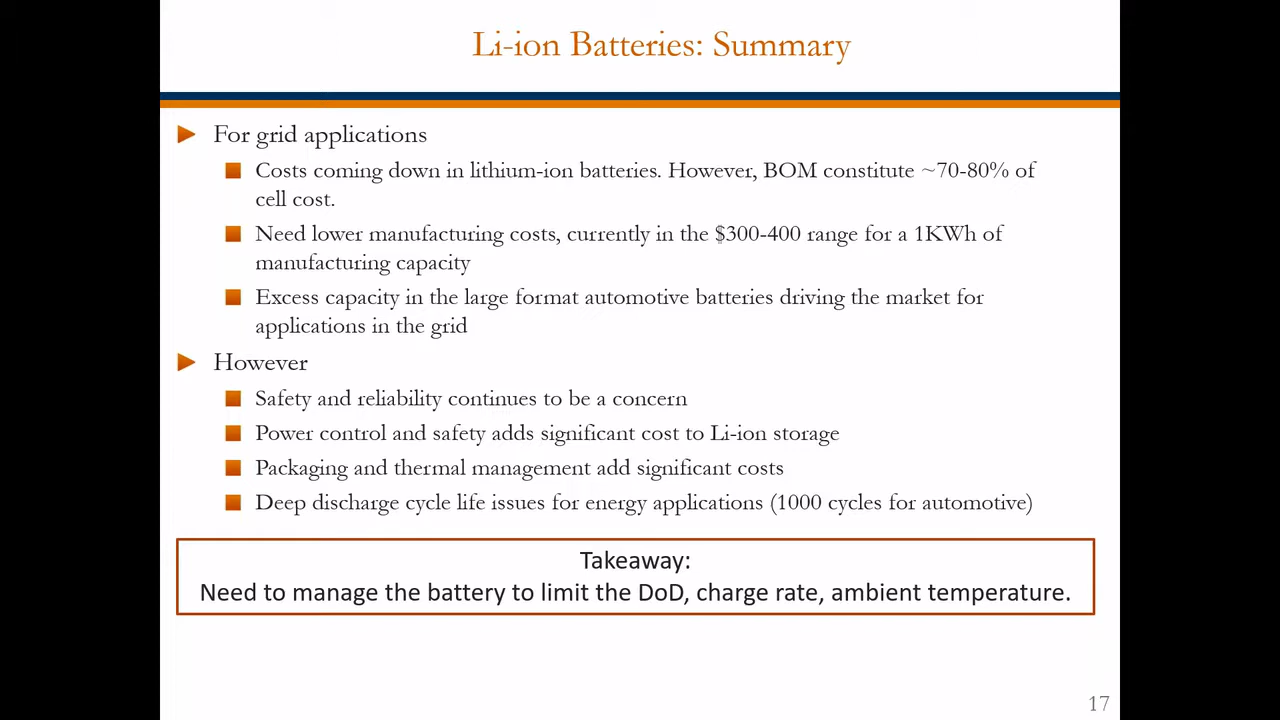 Li-ion Batteries: Summary
For grid applications
Costs coming down in lithium-ion batteries. However, BOM constitute ~70-80% of
cell cost.
Need lower manufacturing costs, currently in the $300-400 range for a 1KWh of
manufacturing capacity
Excess capacity in the large format automotive batteries driving the market for
applications in the grid
However
Safety and reliability continues to be a concern
Power control and safety adds significant cost to Li-ion storage
Packaging and thermal management add significant costs
Deep discharge cycle life issues for energy applications (1000 cycles for automotive)
Takeaway:
Need to manage the battery to limit the DoD, charge rate, ambient temperature.
17